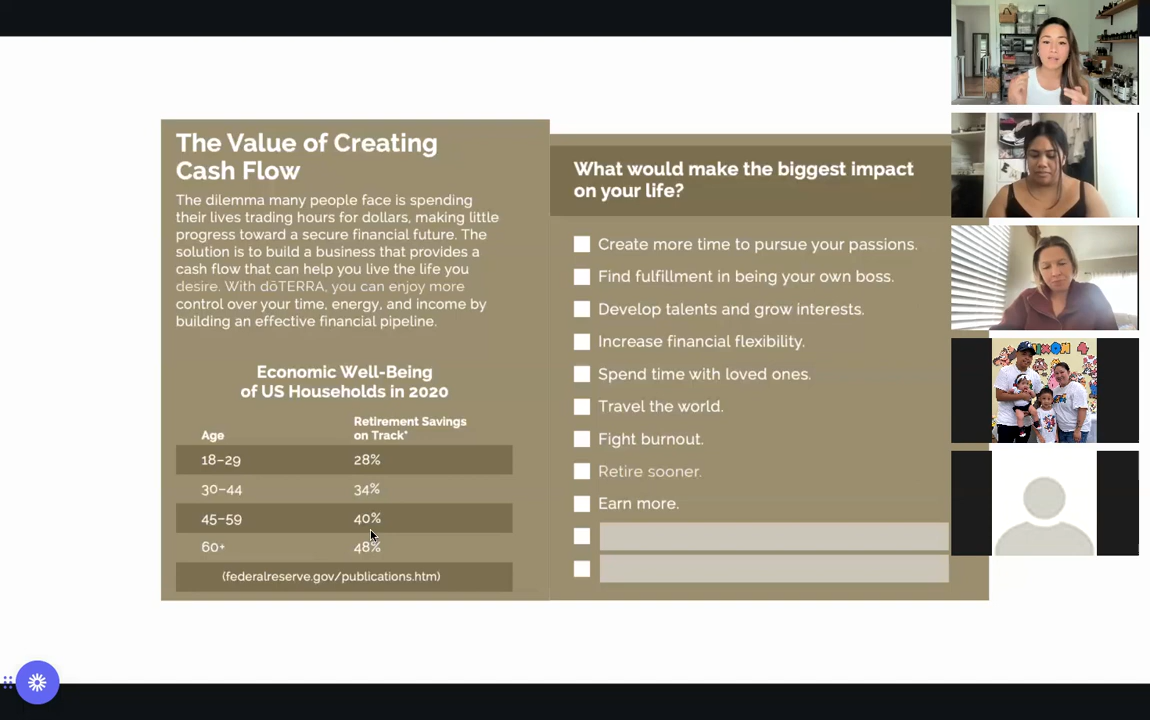 The Value of Creating
Cash Flow
The dilemma many people face is spending
their lives trading hours for dollars, making little
progress toward a secure financial future. The
solution is to build a business that provides a
cash flow that can help you live the life you
desire. With dōTERRA, you can enjoy more
control over your time, energy, and income by
building an effective financial pipeline.
Economic Well-Being
of US Households in 2020
Age
Retirement Savings
on Track*
18–29 28%
30–44 34%
45–59 40%
60+ 48%
(federalreserve.gov/publications.htm)
What would make the biggest impact
on your life?
Create more time to pursue your passions.
Find fulfillment in being your own boss.
Develop talents and grow interests.
Increase financial flexibility.
Spend time with loved ones.
Travel the world.
Fight burnout.
Retire sooner.
Earn more.